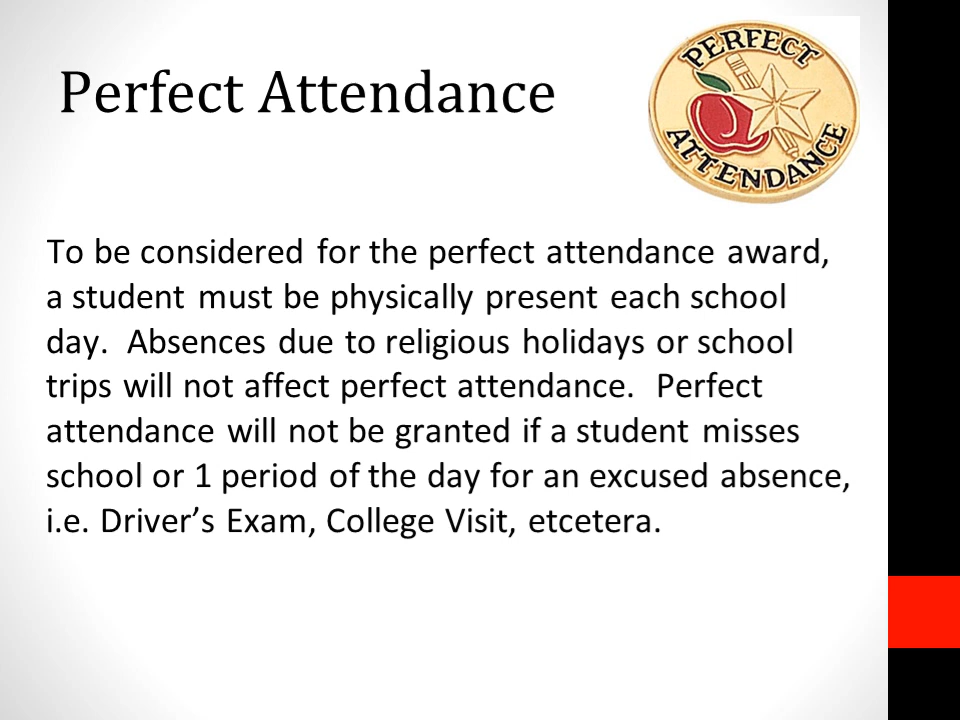 Perfect Attendance
PERFECT
ATTENDANCE
To be considered for the perfect attendance award,
a student must be physically present each school
day.  Absences due to religious holidays or school
trips will not affect perfect attendance.  Perfect
attendance will not be granted if a student misses
school or 1 period of the day for an excused absence,
i.e. Driver’s Exam, College Visit, etcetera.